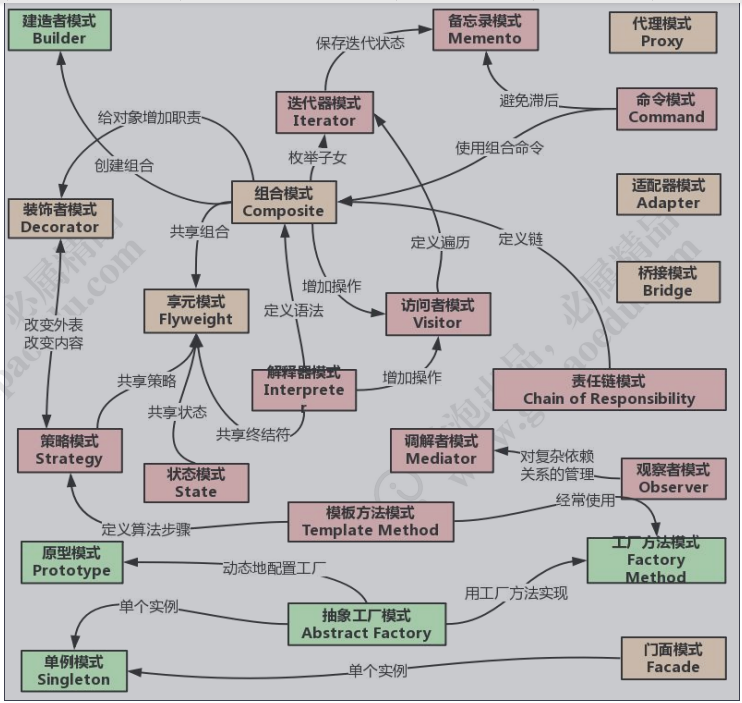 建造者模式
Builder
备忘录模式
Memento
代理模式
Proxy
保存迭代状态
迭代器模式
Iterator
避免滞后
命令模式
Command
给对象增加职责
枚举子女
使用组合命令
创建组合
组合模式
Composite
适配器模式
Adapter
装饰者模式
Decorator
共享组合
定义遍历
定义链
桥接模式
Bridge
享元模式
Flyweight
增加操作
访问者模式
Visitor
定义语法
改变外表
改变内容
共享策略
解释器模式
Interprete
r
增加操作
责任链模式
Chain of Responsibility
共享状态
共享终结符
策略模式
Strategy
调解者模式
Mediator
对复杂依赖
关系的管理
观察者模式
Observer
状态模式
State
模板方法模式
Template Method
经常使用
定义算法步骤
原型模式
Prototype
动态地配置工厂
工厂方法模式
Factory
Method
用工厂方法实现
单个实例
抽象工厂模式
Abstract Factory
单例模式
Singleton
单个实例
门面模式
Facade